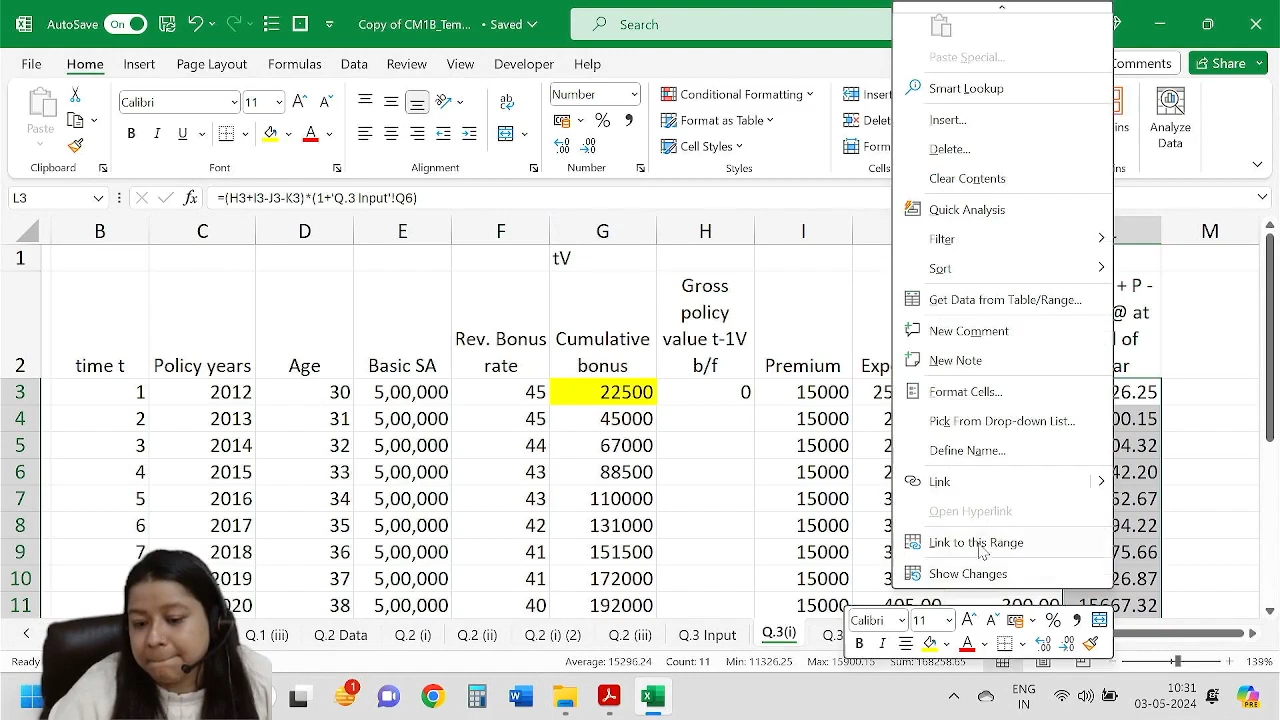 AutoSave On Copy of CM1B_Tem... • Saved Search
File Home Insert Page Layout Formulas Data Review View Developer Help Comments Share
Paste Calibri 11 Number Conditional Formatting Insert
B I U Format as Table Delet Analyze
Cell Styles Form Data
Clipboard Font Alignment Number
L3 fx =(H3+I3-J3-K3)*(1+'Q.3 Input'!Q6)
B C D E F G H I M
1 tV
2 time t Policy years Age Basic SA Rev. Bonus rate Cumulative bonus Gross policy value t-1V b/f Premium Exp + P -
@ at
3 1 2012 30 5,00,000 45 22500 0 15000 25 26.25
4 2 2013 31 5,00,000 45 45000 15000 2 00.15
5 3 2014 32 5,00,000 44 67000 15000 2 04.32
6 4 2015 33 5,00,000 43 88500 15000 2 42.20
7 5 2016 34 5,00,000 43 110000 15000 3 52.67
8 6 2017 35 5,00,000 42 131000 15000 3 94.22
9 7 2018 36 5,00,000 41 151500 15000 3 75.66
10 2019 37 5,00,000 41 172000 15000 3 26.87
11 020 38 5,00,000 40 192000 15000 405.00 300.00 15667.32
Paste Special...
Smart Lookup
Insert...
Delete...
Clear Contents
Quick Analysis
Filter
Sort
Get Data from Table/Range...
New Comment
New Note
Format Cells...
Pick From Drop-down List...
Define Name...
Link
Open Hyperlink
Link to this Range
Show Changes
Calibri 11
B I A
Q.1 (iii) Q.2 Data Q.2 (i) Q.2 (i) (2) Q.2 (ii) Q.2 (iii) Q.3 Input Q.3(i) Q.3
Ready Average: 15296.24 Count: 11 Min: 11326.25 Max: 15900.15 113%
ENG
IN
10:31
03-05-2024
PRE